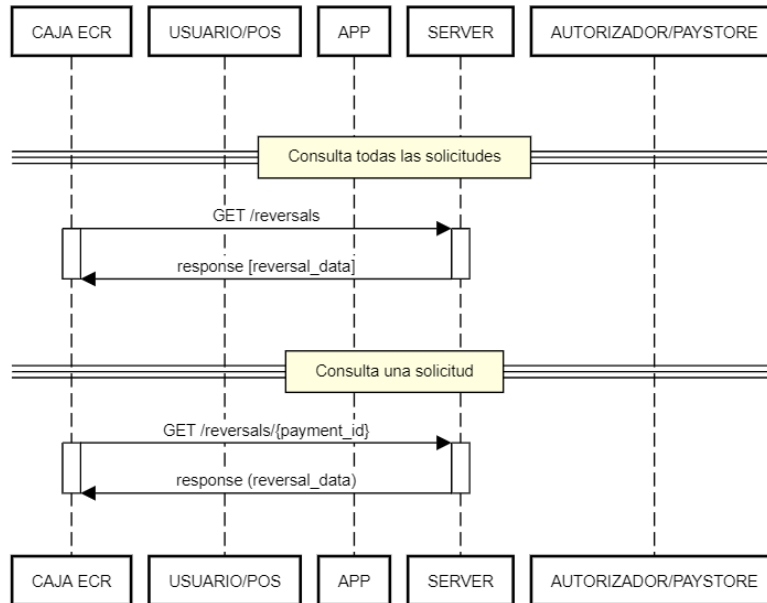 CAJA ECR
USUARIO/POS
APP
SERVER
AUTORIZADOR/PAYSTORE
Consulta todas las solicitudes
GET /reversals
response [reversal_data]
Consulta una solicitud
GET /reversals/{payment_id}
response (reversal_data)
CAJA ECR
USUARIO/POS
APP
SERVER
AUTORIZADOR/PAYSTORE